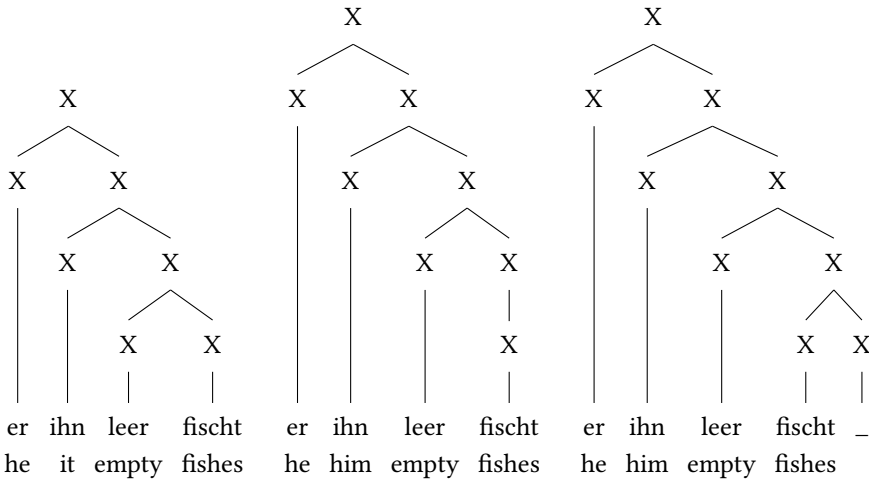 X X
X X X X X
X X X X X X
X X X X X X
X X X X X
er ihn leer fischt er ihn leer fischt er ihn leer fischt _
he it empty fishes he him empty fishes he him empty fishes